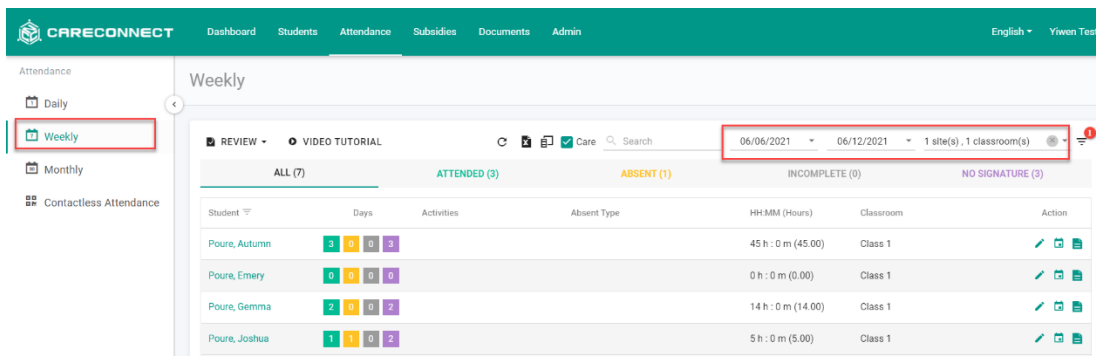 CARECONNECT Dashboard Students Attendance Subsidies Documents Admin English Yiwen Test
Attendance
Weekly
1 Daily
7 Weekly
REVIEW VIDEO TUTORIAL Care Search 06/06/2021 06/12/2021 1 site(s) , 1 classroom(s) 1
30 Monthly
ALL (7) ATTENDED (3) ABSENT (1) INCOMPLETE (0) NO SIGNATURE (3)
Contactless Attendance
Student Days Activities Absent Type HH:MM (Hours) Classroom Action
Poure, Autumn 3 0 0 3 45 h : 0 m (45.00) Class 1
Poure, Emery 0 0 0 0 0 h : 0 m (0.00) Class 1
Poure, Gemma 2 0 0 2 14 h : 0 m (14.00) Class 1
Poure, Joshua 1 1 0 2 5 h : 0 m (5.00) Class 1